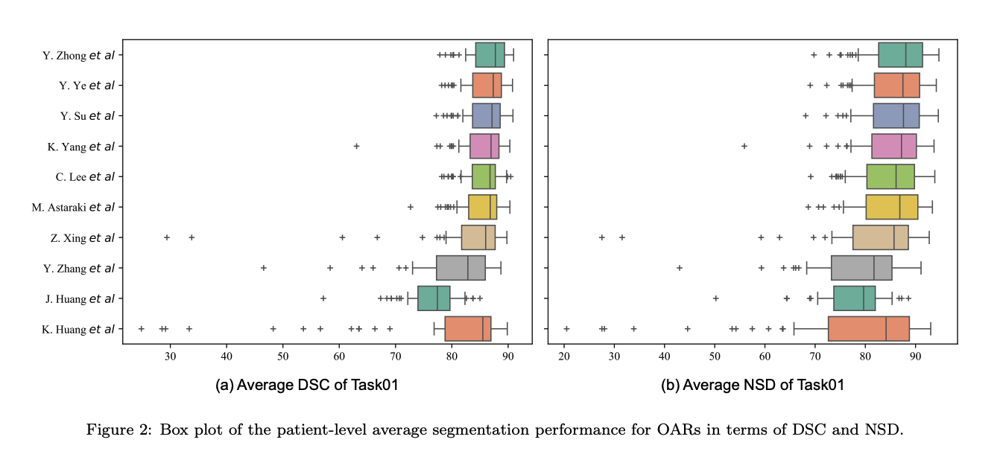 Y. Zhong et al
Y. Ye et al
Y. Su et al
K. Yang et al
C. Lee et al
M. Astaraki et al
Z. Xing et al
Y. Zhang et al
J. Huang et al
K. Huang et al
30 40 50 60 70 80 90
20 30 40 50 60 70 80 90
(a) Average DSC of Task01
(b) Average NSD of Task01
Figure 2: Box plot of the patient-level average segmentation performance for OARs in terms of DSC and NSD.